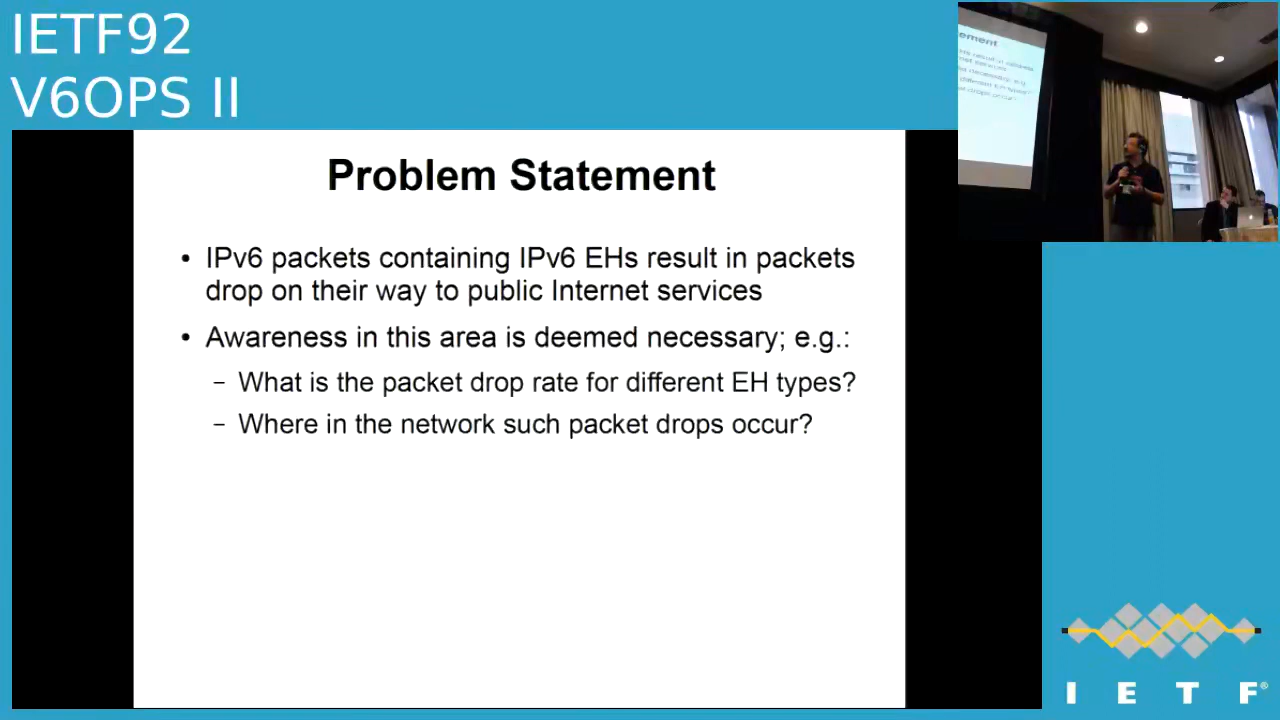 IETF92
V6OPS II
Problem Statement
• IPv6 packets containing IPv6 EHs result in packets
drop on their way to public Internet services
• Awareness in this area is deemed necessary; e.g.:
– What is the packet drop rate for different EH types?
– Where in the network such packet drops occur?
I E T F®